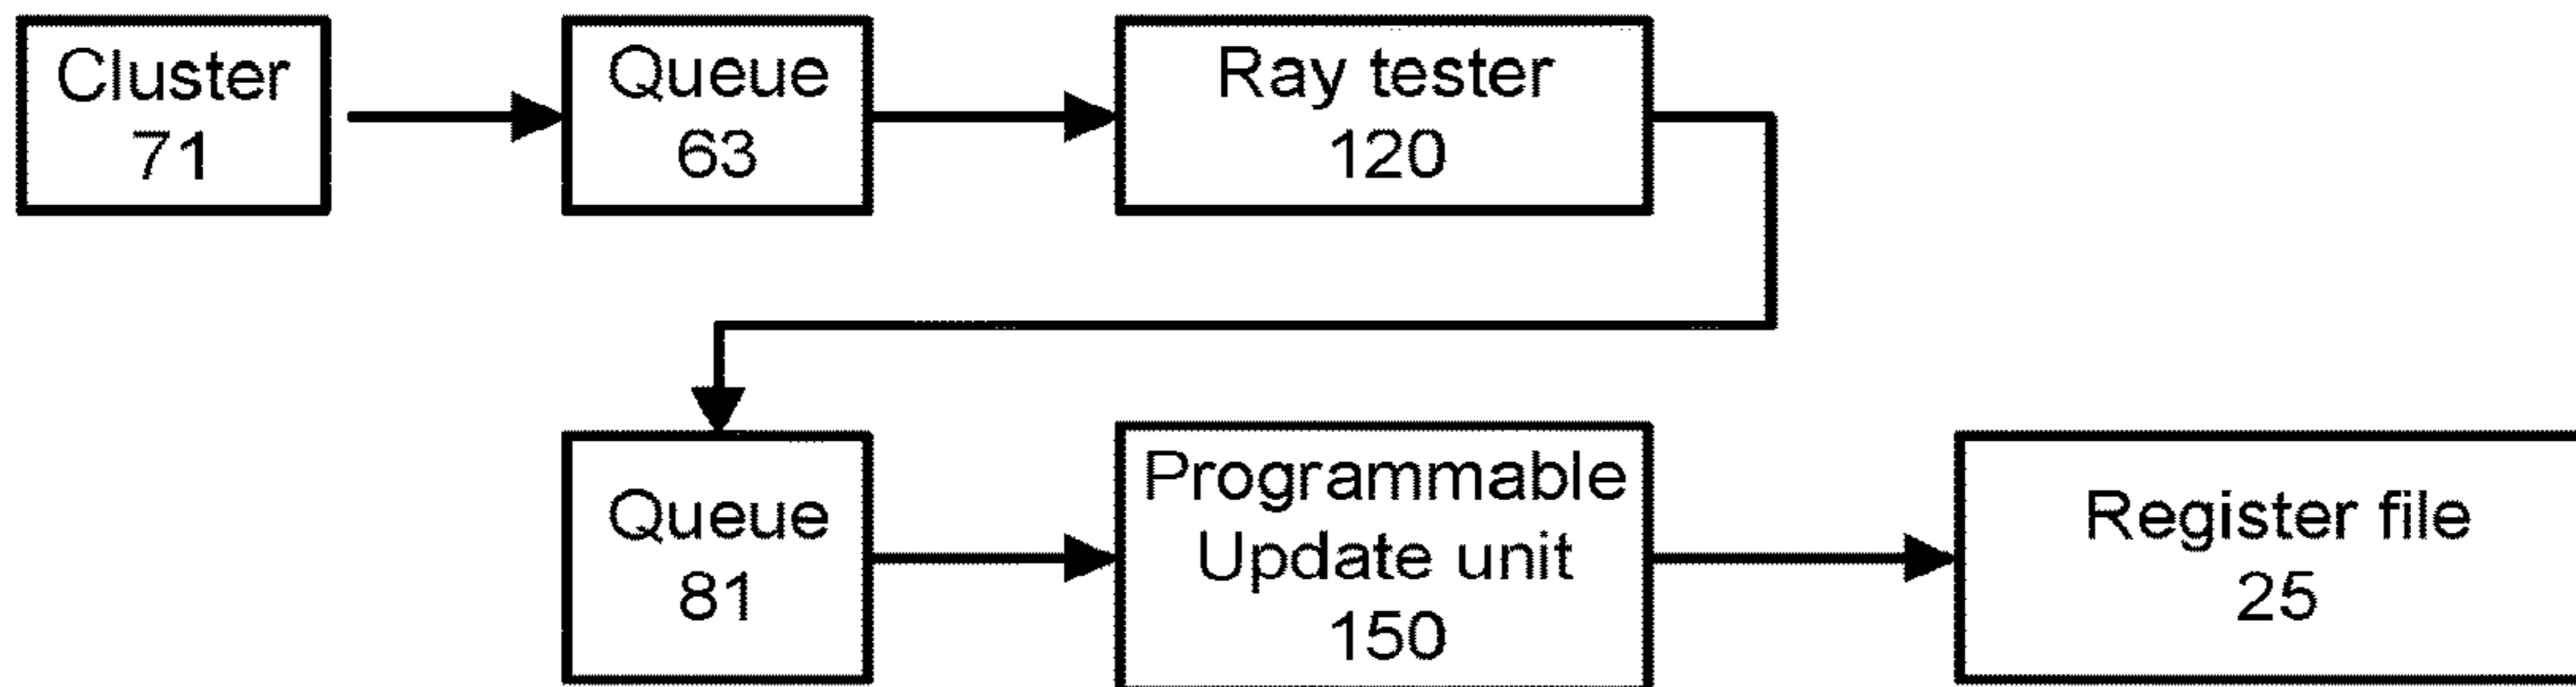 Cluster
71
Queue
63
Ray tester
120
Queue
81
Programmable
Update unit
150
Register file
25